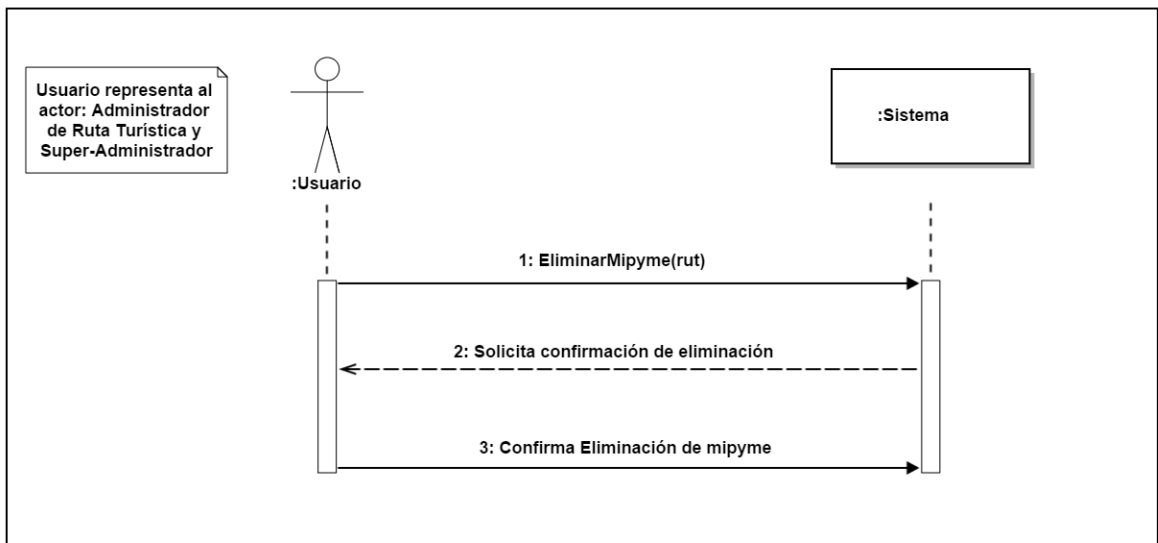 Usuario representa al
actor: Administrador
de Ruta Turística y
Super-Administrador
:Usuario
:Sistema
1: EliminarMipyme(rut)
2: Solicita confirmación de eliminación
3: Confirma Eliminación de mipyme